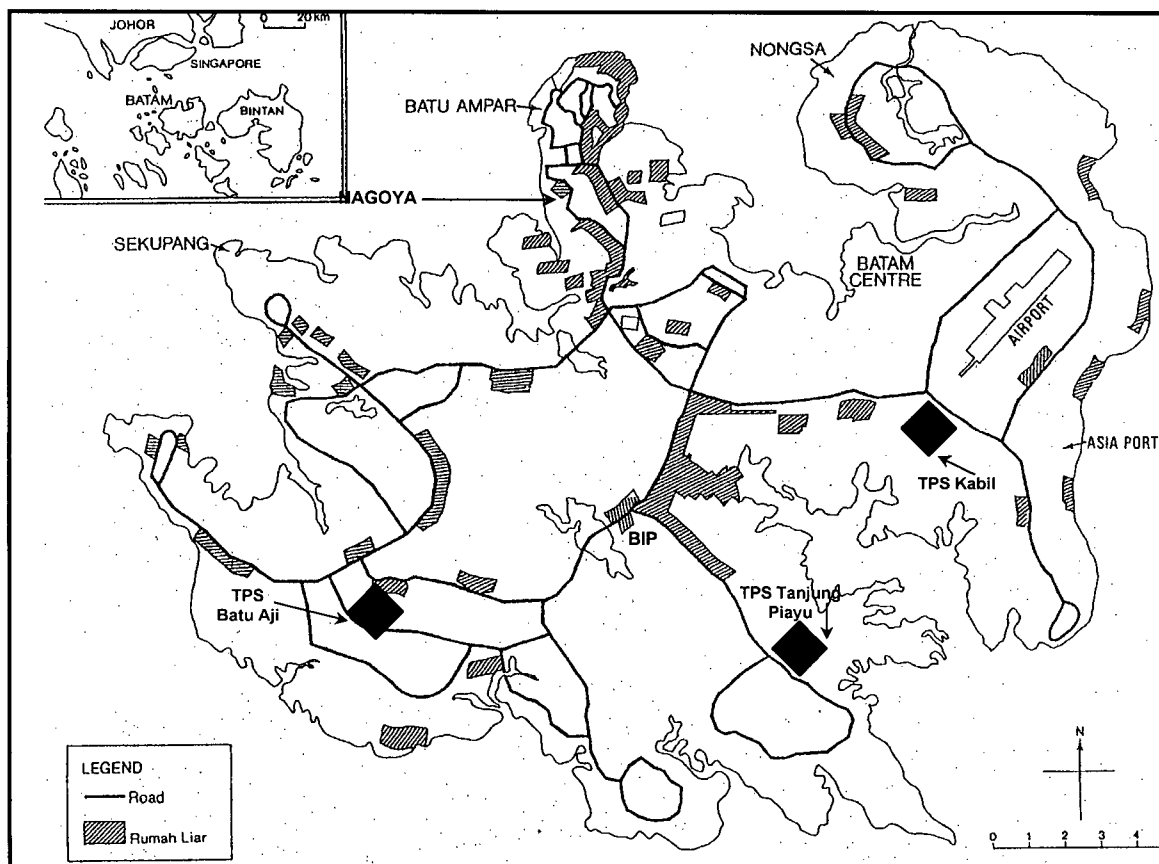 JOHOR
0 20 km
SINGAPORE
BATAM
BINTAN
NONGSA
BATU AMPAR
NAGOYA
SEKUPANG
BATAM
CENTRE
AIRPORT
ASIA PORT
TPS Kabil
BIP
TPS
Batu Aji
TPS Tanjung
Piayu
LEGEND
Road
Rumah Liar
N
0 1 2 3 4